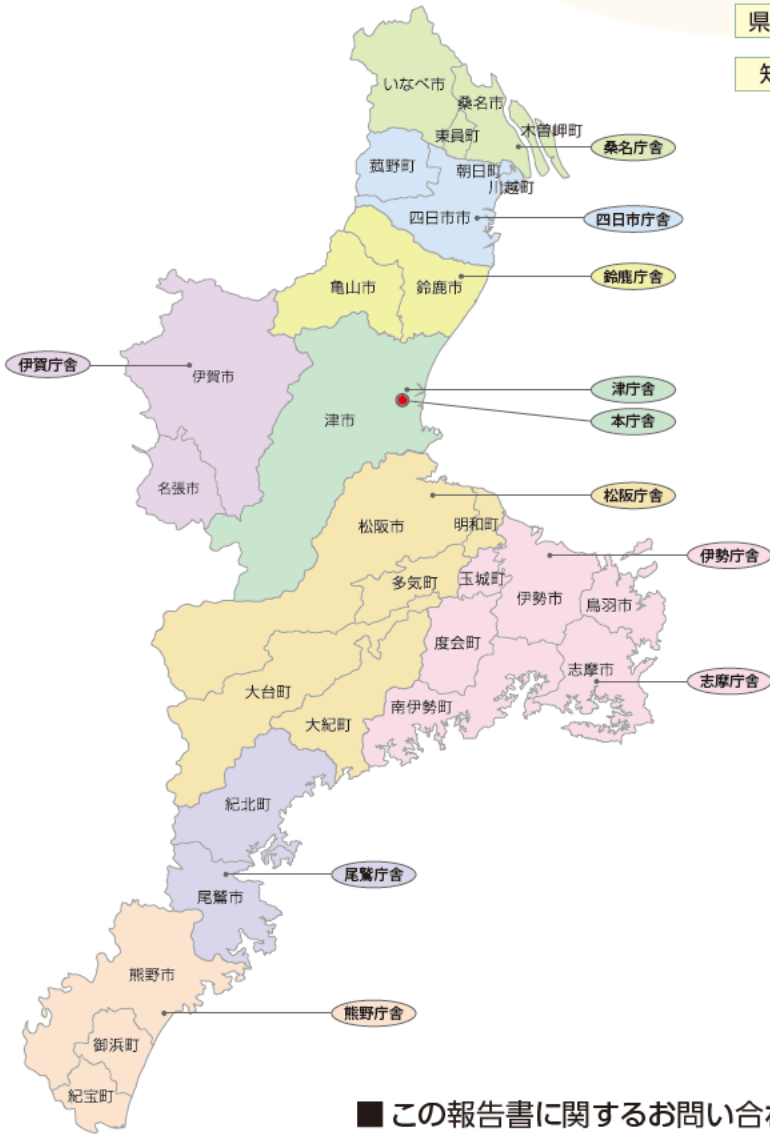 県
いなべ市
桑名市
木曽岬町
東員町
桑名庁舎
菰野町
朝日町
川越町
四日市市
四日市庁舎
鈴鹿庁舎
亀山市
鈴鹿市
伊賀庁舎
伊賀市
津庁舎
津市
本庁舎
名張市
松阪庁舎
松阪市
明和町
伊勢庁舎
玉城町
多気町
伊勢市
鳥羽市
度会町
志摩市
志摩庁舎
大台町
南伊勢町
大紀町
紀北町
尾鷲庁舎
尾鷲市
熊野市
熊野庁舎
御浜町
紀宝町
■ この報告書に関するお問い合